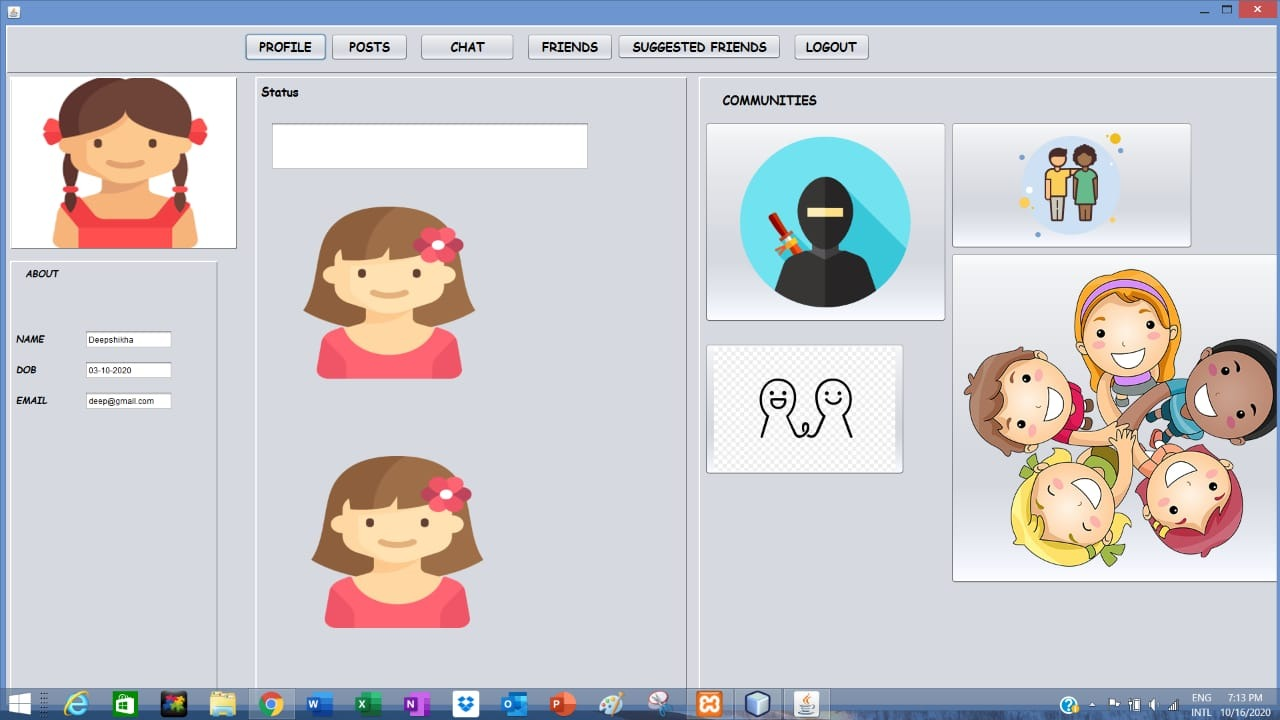 PROFILE POSTS CHAT FRIENDS SUGGESTED FRIENDS LOGOUT
Status
COMMUNITIES
ABOUT
NAME Deepshikha
DOB 03-10-2020
EMAIL deep@gmail.com
ENG 7:13 PM
INTL 10/16/2020